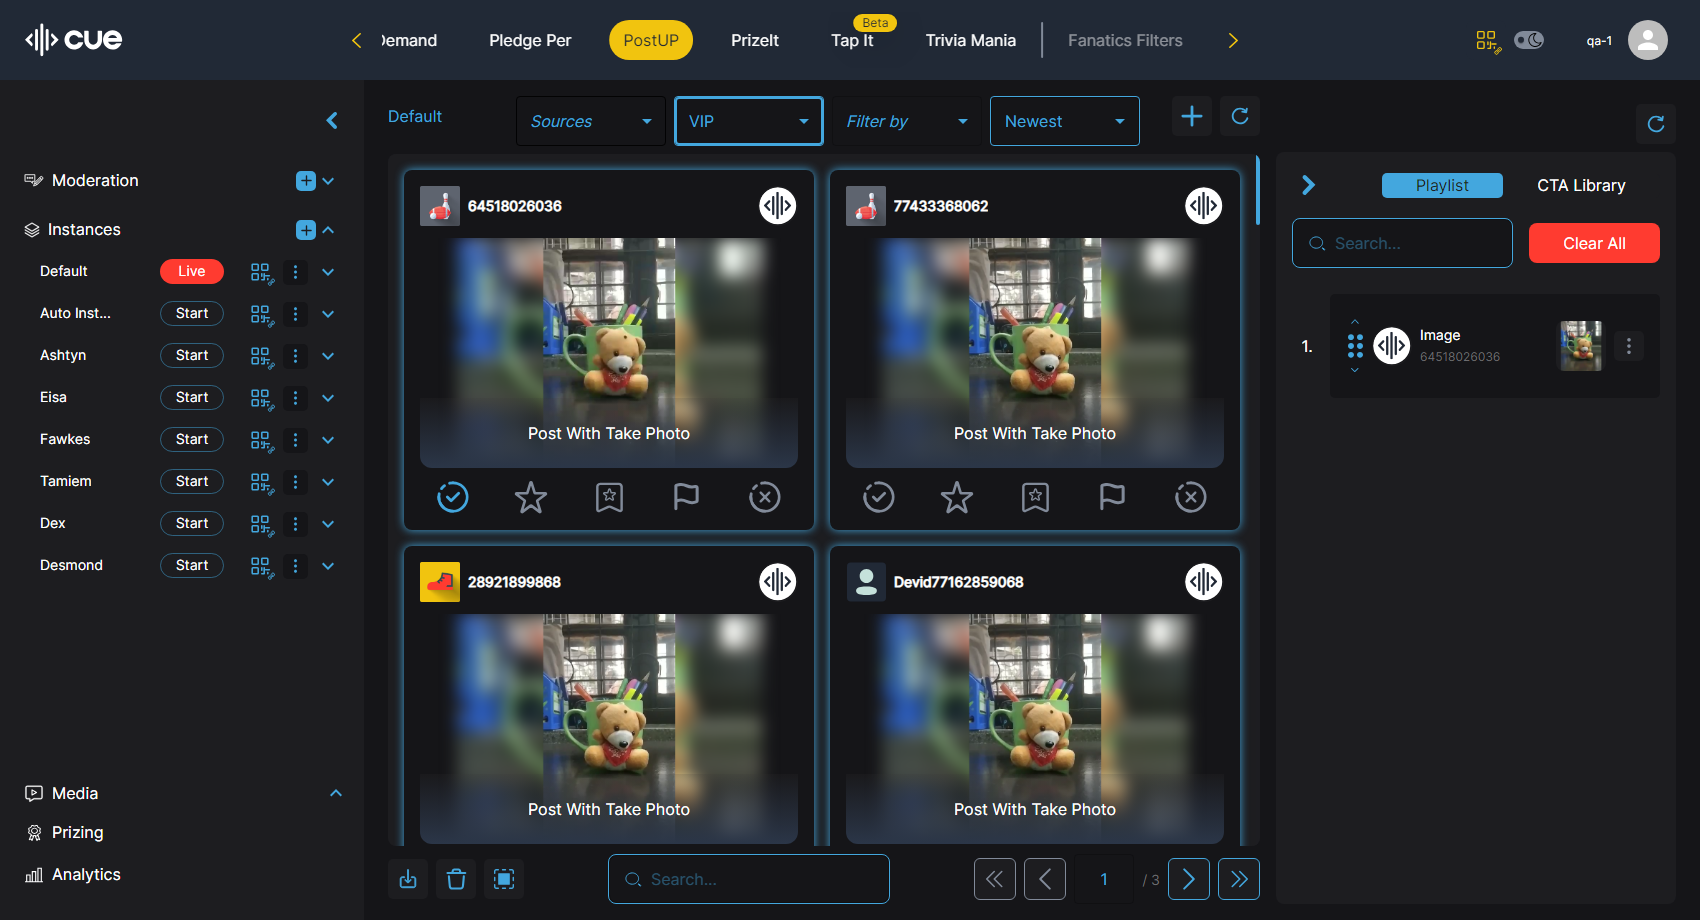 cue
Demand
Pledge Per
PostUP
PrizeIt
Beta
Tap It
Trivia Mania
Fanatics Filters
qa-1
Default
Sources
VIP
Filter by
Newest
Moderation
Instances
Default
Live
Auto Inst...
Start
Ashtyn
Start
Eisa
Start
Fawkes
Start
Tamiem
Start
Dex
Start
Desmond
Start
Media
Prizing
Analytics
64518026036
Post With Take Photo
77433368062
Post With Take Photo
28921899868
Post With Take Photo
Devid77162859068
Post With Take Photo
Search...
1
/ 3
Playlist
CTA Library
Search...
Clear All
1.
Image
64518026036